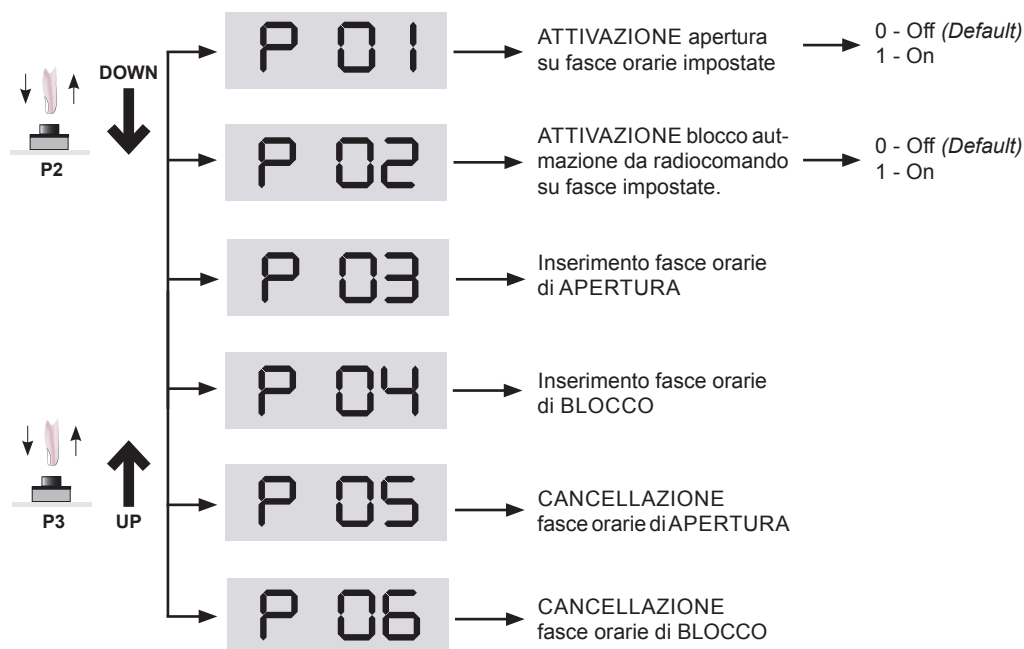 P 01
ATTIVAZIONE apertura
su fasce orarie impostate
0 - Off (Default)
1 - On
DOWN
P2
P 02
ATTIVAZIONE blocco aut-
mazione da radiocomando
su fasce impostate.
0 - Off (Default)
1 - On
P 03
Inserimento fasce orarie
di APERTURA
P 04
Inserimento fasce orarie
di BLOCCO
P3
UP
P 05
CANCELLAZIONE
fasce orarie di APERTURA
P 06
CANCELLAZIONE
fasce orarie di BLOCCO